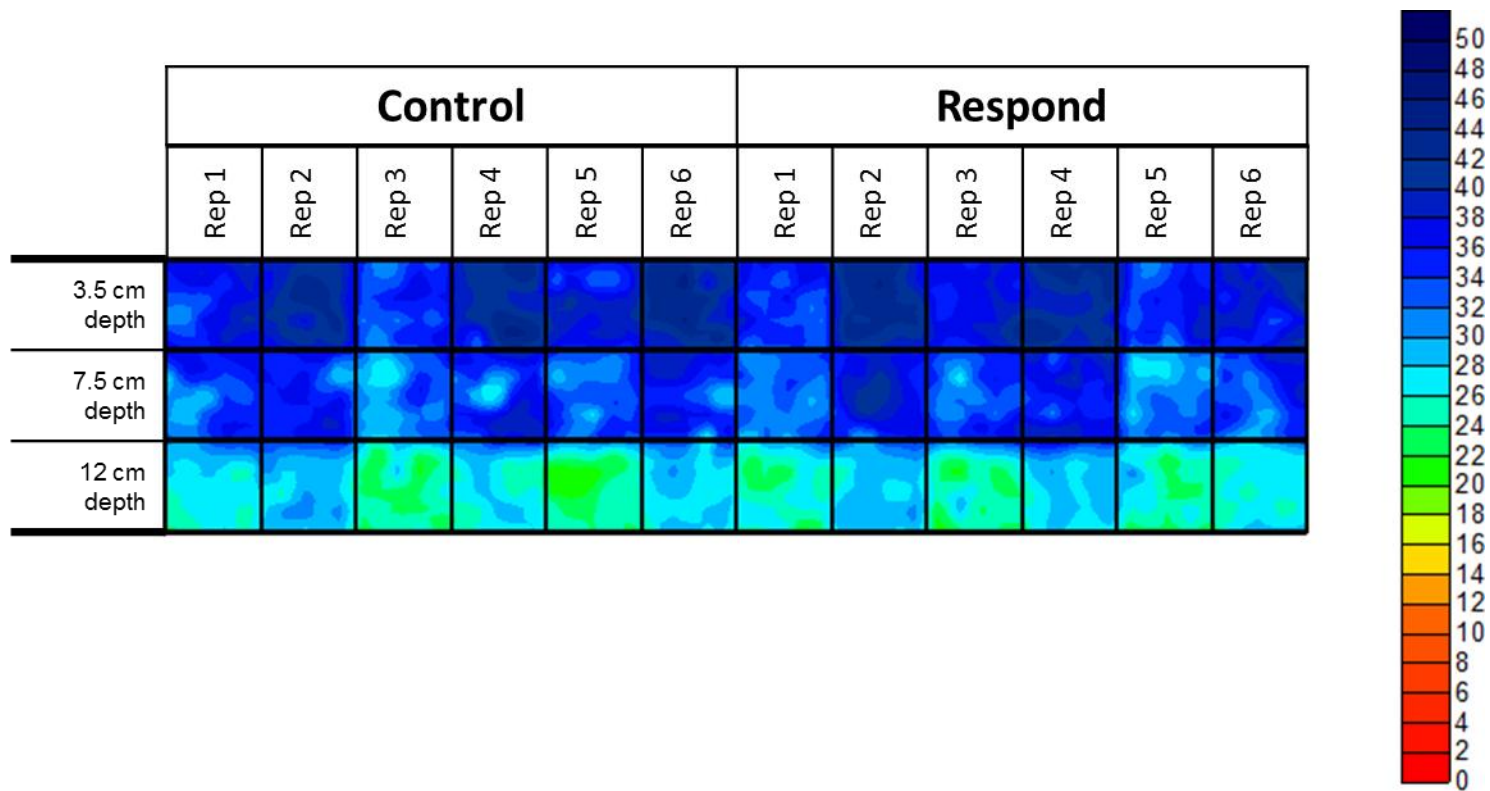 Control
Respond
Rep 1
Rep 2
Rep 3
Rep 4
Rep 5
Rep 6
Rep 1
Rep 2
Rep 3
Rep 4
Rep 5
Rep 6
3.5 cm
depth
7.5 cm
depth
12 cm
depth
50
48
46
44
42
40
38
36
34
32
30
28
26
24
22
20
18
16
14
12
10
8
6
4
2
0